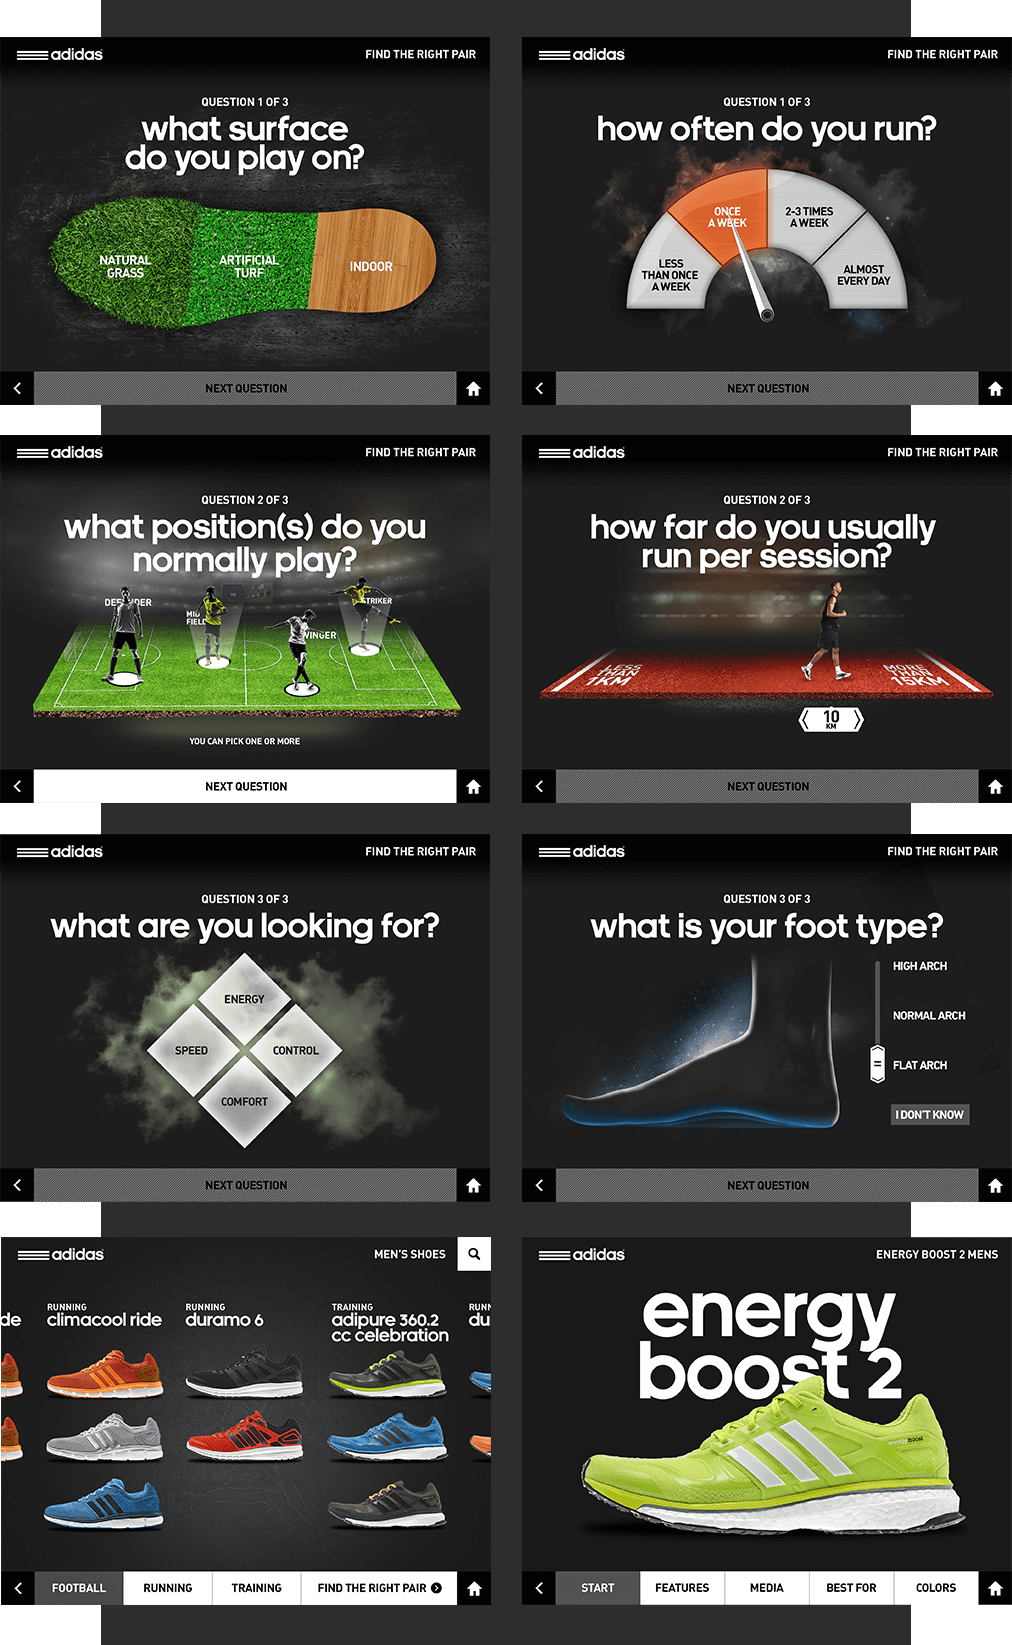 adidas
FIND THE RIGHT PAIR
QUESTION 1 OF 3
what surface
do you play on?
NATURAL
GRASS
ARTIFICIAL
TURF
INDOOR
NEXT QUESTION
adidas
FIND THE RIGHT PAIR
QUESTION 1 OF 3
how often do you run?
LESS
THAN ONCE
A WEEK
ONCE
A WEEK
2-3 TIMES
A WEEK
ALMOST
EVERY DAY
NEXT QUESTION
adidas
FIND THE RIGHT PAIR
QUESTION 2 OF 3
what position(s) do you
normally play?
DEFENDER
MID
FIELD
WINGER
STRIKER
YOU CAN PICK ONE OR MORE
NEXT QUESTION
adidas
FIND THE RIGHT PAIR
QUESTION 2 OF 3
how far do you usually
run per session?
LESS
THAN
1KM
MORE
THAN
15KM
10
KM
NEXT QUESTION
adidas
FIND THE RIGHT PAIR
QUESTION 3 OF 3
what are you looking for?
ENERGY
SPEED
CONTROL
COMFORT
NEXT QUESTION
adidas
FIND THE RIGHT PAIR
QUESTION 3 OF 3
what is your foot type?
HIGH ARCH
NORMAL ARCH
FLAT ARCH
I DON'T KNOW
NEXT QUESTION
adidas
MEN'S SHOES
de
RUNNING
climacool ride
RUNNING
duramo 6
TRAINING
adipure 360.2
cc celebration
RUNN
du
FOOTBALL
RUNNING
TRAINING
FIND THE RIGHT PAIR
adidas
ENERGY BOOST 2 MENS
energy
boost 2
energyboost
START
FEATURES
MEDIA
BEST FOR
COLORS